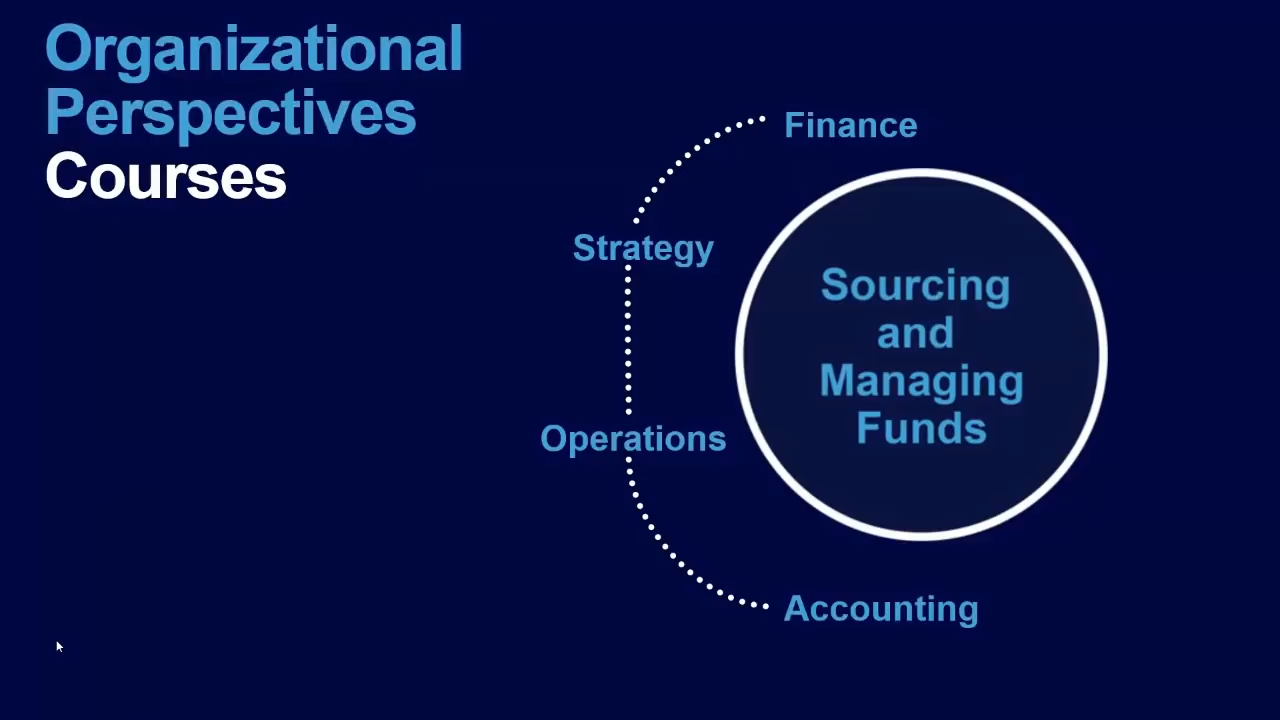 Organizational
Perspectives
Courses
Finance
Strategy
Sourcing
and
Managing
Funds
Operations
Accounting